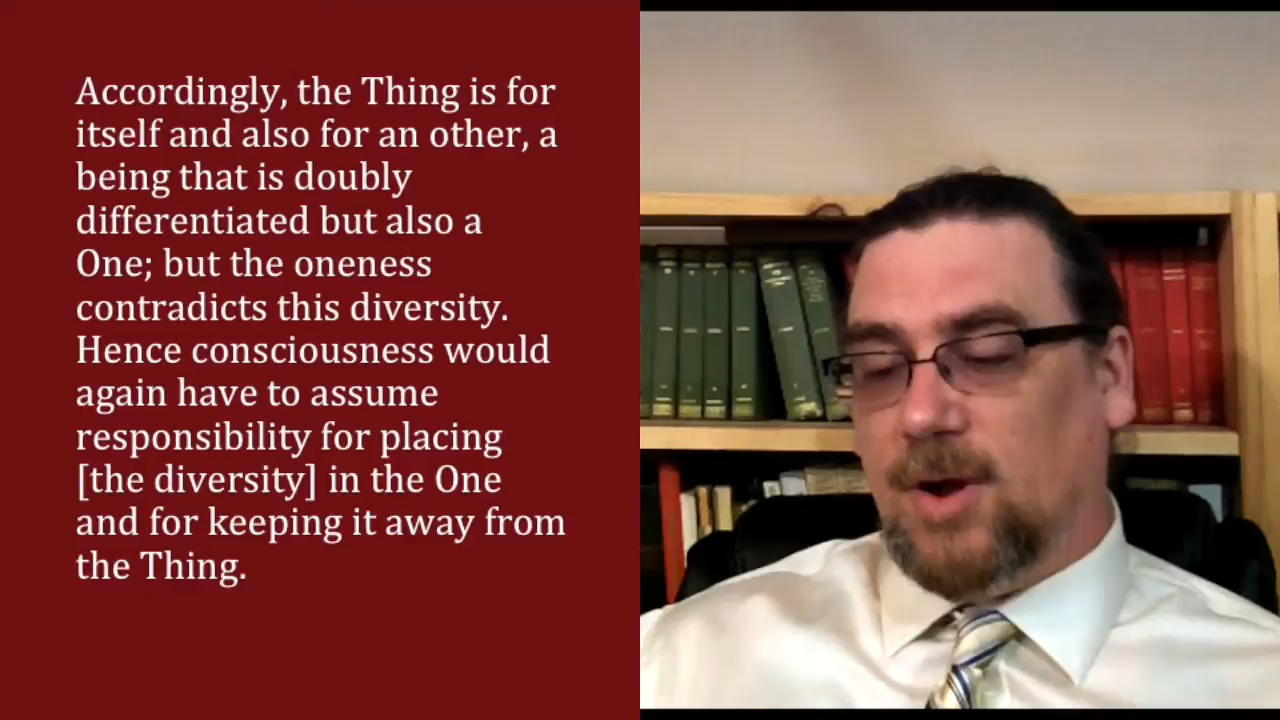 Accordingly, the Thing is for
itself and also for an other, a
being that is doubly
differentiated but also a
One; but the oneness
contradicts this diversity.
Hence consciousness would
again have to assume
responsibility for placing
[the diversity] in the One
and for keeping it away from
the Thing.